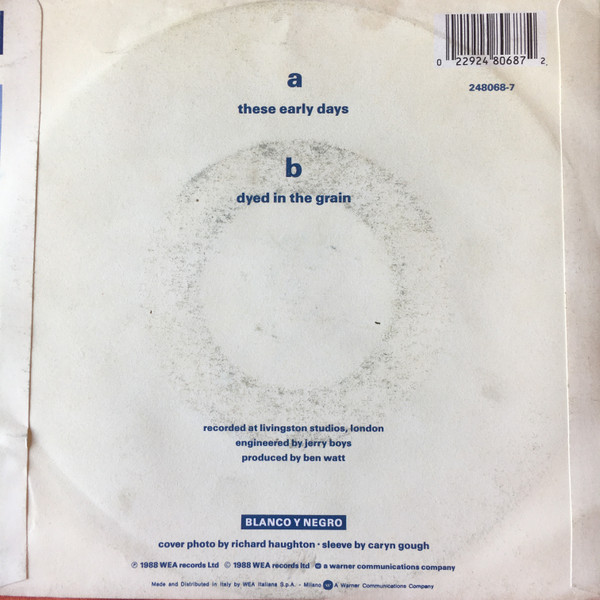 0 22924 80687 2
248068-7
a
these early days
b
dyed in the grain
recorded at livingston studios, london
engineered by jerry boys
produced by ben watt
BLANCO Y NEGRO
cover photo by richard haughton · sleeve by caryn gough
℗ 1988 WEA records ltd © 1988 WEA records ltd a warner communications company
Made and Distributed in Italy by WEA Italiana S.p.A. - Milano A Warner Communications Company